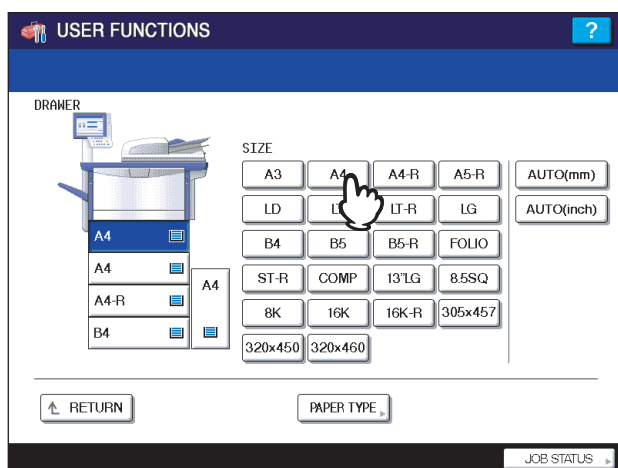 USER FUNCTIONS
?
DRAWER
SIZE
A3 A4 A4-R A5-R AUTO(mm)
LD LT-R LG AUTO(inch)
A4 B4 B5 B5-R FOLIO
A4 A4 ST-R COMP 13"LG 8.5SQ
A4-R 8K 16K 16K-R 305x457
B4 320x450 320x460
RETURN PAPER TYPE
JOB STATUS